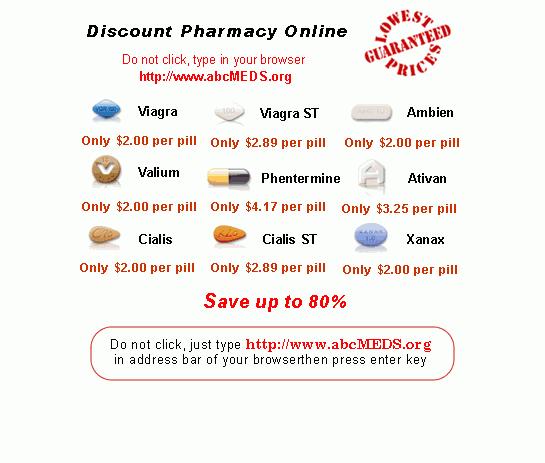 Discount Pharmacy Online
LOWEST
GUARANTEED
PRICES
Do not click, type in your browser
http://www.abcMEDS.org
Viagra
Viagra ST
Ambien
Only $2.00 per pill
Only $2.89 per pill
Only $2.00 per pill
Valium
Phentermine
Ativan
Only $2.00 per pill
Only $4.17 per pill
Only $3.25 per pill
Cialis
Cialis ST
Xanax
Only $2.00 per pill
Only $2.89 per pill
Only $2.00 per pill
Save up to 80%
Do not click, just type http://www.abcMEDS.org
in address bar of your browserthen press enter key